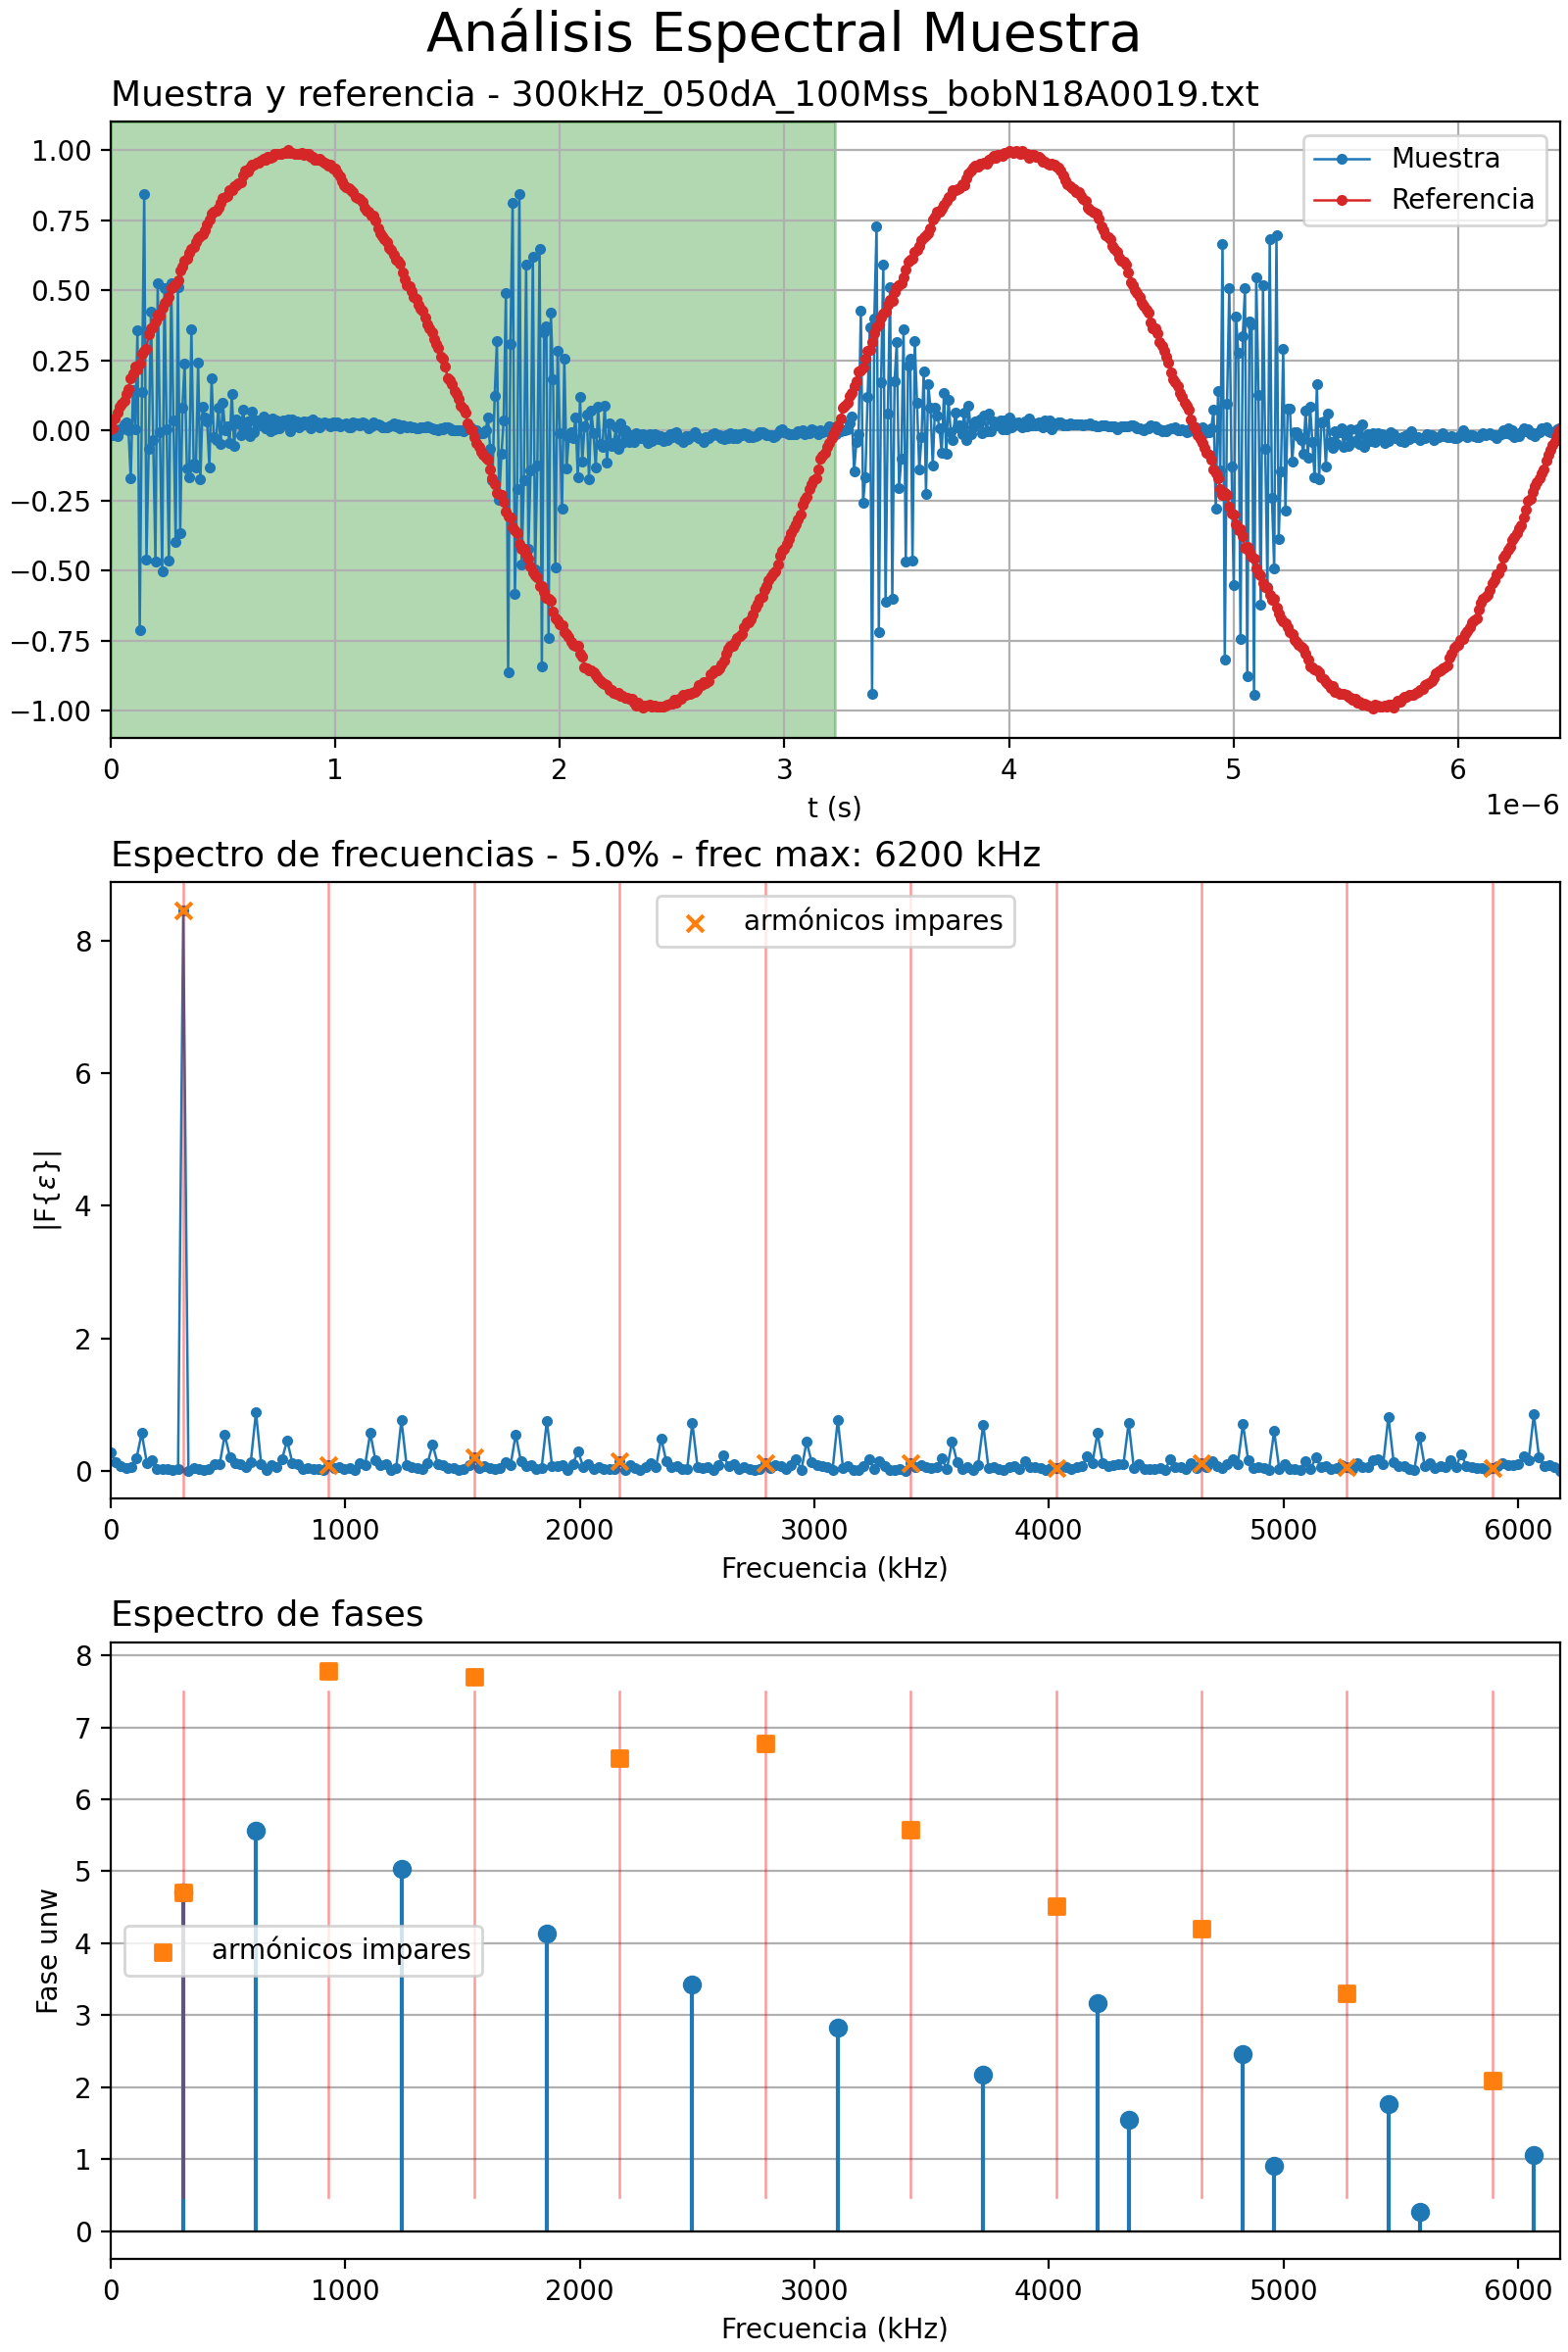 Análisis Espectral Muestra
Muestra y referencia - 300kHz_050dA_100Mss_bobN18A0019.txt
1.00
0.75
0.50
0.25
0.00
−0.25
−0.50
−0.75
−1.00
Muestra
Referencia
0 1 2 3 4 5 6
t (s)
1e−6
Espectro de frecuencias - 5.0% - frec max: 6200 kHz
armónicos impares
8
6
4
2
0
|F{ε}|
0 1000 2000 3000 4000 5000 6000
Frecuencia (kHz)
Espectro de fases
8
7
6
5
4
3
2
1
0
Fase unw
armónicos impares
0 1000 2000 3000 4000 5000 6000
Frecuencia (kHz)